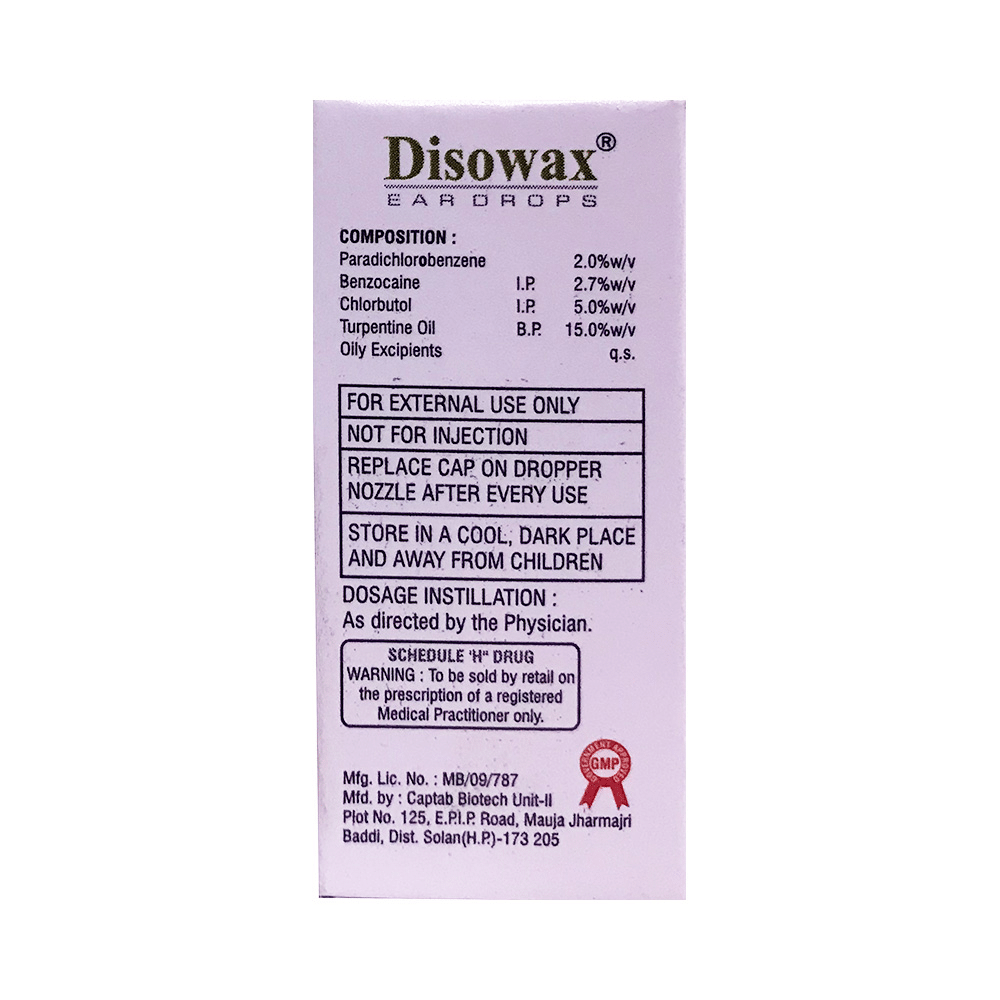 Disowax®
EAR DROPS
COMPOSITION :
Paradichlorobenzene 2.0%w/v
Benzocaine I.P. 2.7%w/v
Chlorbutol I.P. 5.0%w/v
Turpentine Oil B.P. 15.0%w/v
Oily Excipients q.s.
FOR EXTERNAL USE ONLY
NOT FOR INJECTION
REPLACE CAP ON DROPPER
NOZZLE AFTER EVERY USE
STORE IN A COOL, DARK PLACE
AND AWAY FROM CHILDREN
DOSAGE INSTILLATION :
As directed by the Physician.
SCHEDULE "H" DRUG
WARNING : To be sold by retail on
the prescription of a registered
Medical Practitioner only.
GOVERNMENT APPROVED
GMP
Mfg. Lic. No. : MB/09/787
Mfd. by : Captab Biotech Unit-II
Plot No. 125, E.P.I.P. Road, Mauja Jharmajri
Baddi, Dist. Solan(H.P.)-173 205